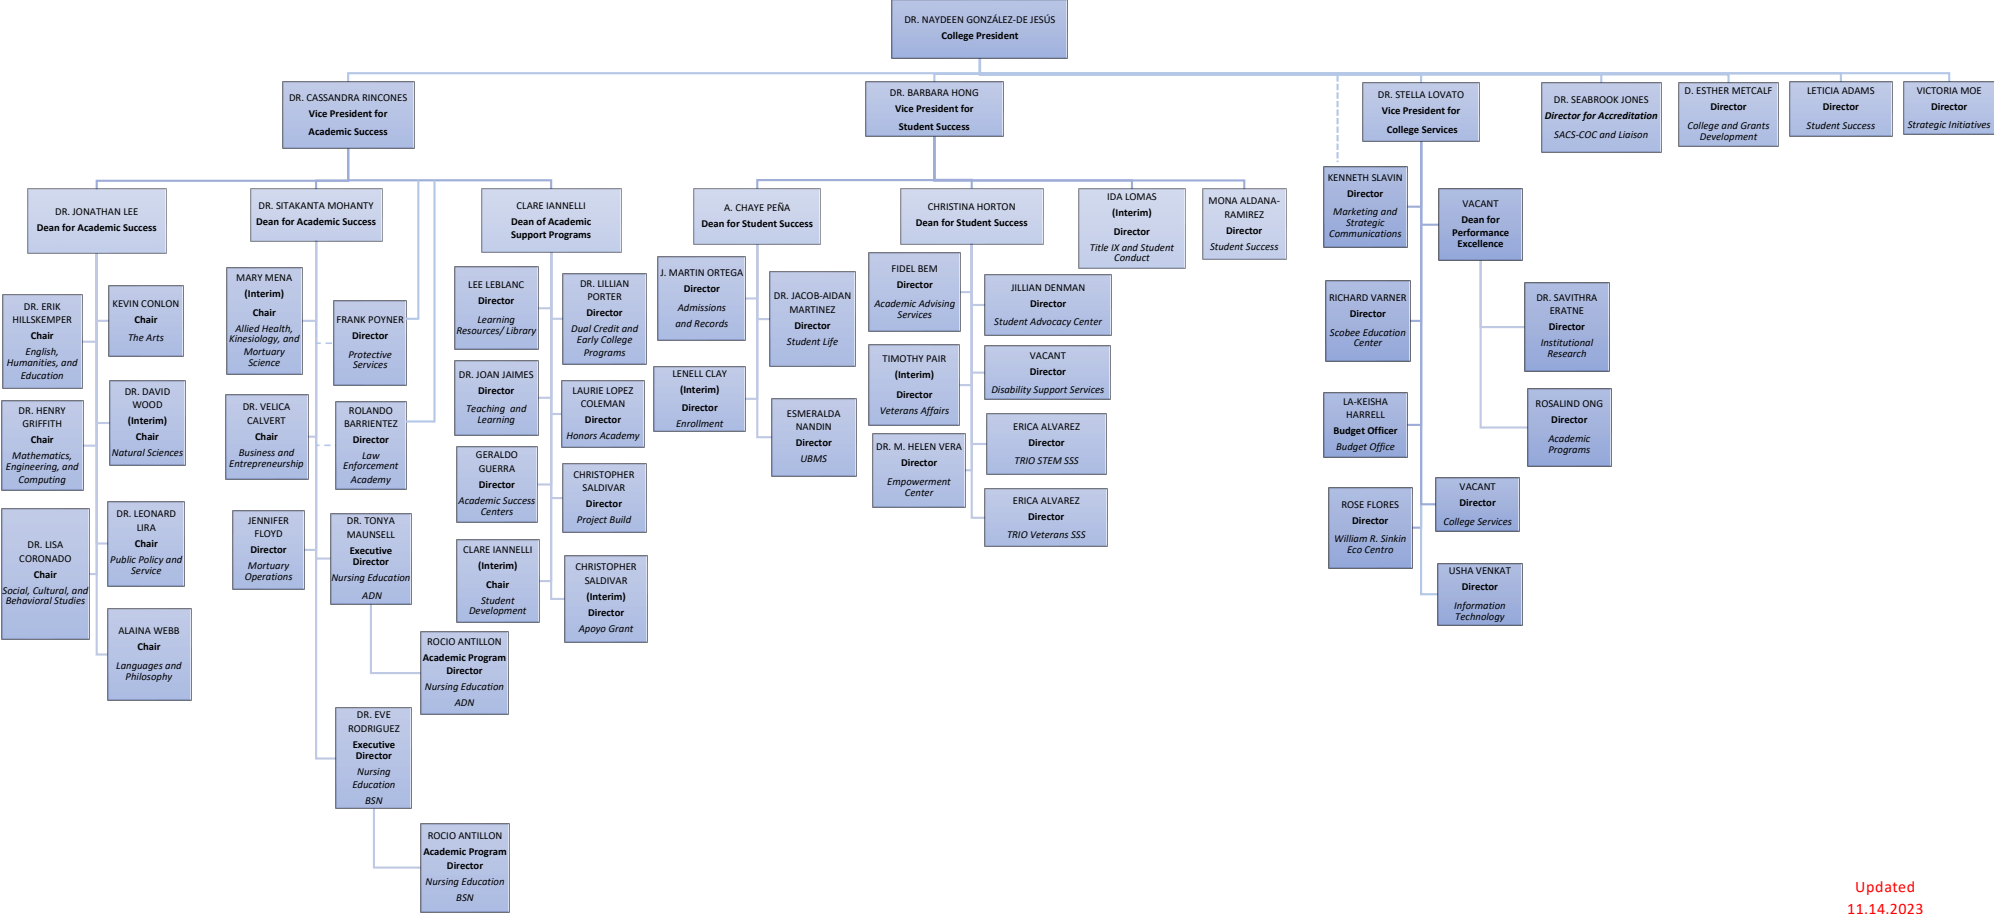 DR. NAYDEEN GONZÁLEZ-DE JESÚS
College President
DR. CASSANDRA RINCONES
Vice President for
Academic Success
DR. BARBARA HONG
Vice President for
Student Success
DR. STELLA LOVATO
Vice President for
College Services
DR. SEABROOK JONES
Director for Accreditation
SACS-COC and Liaison
D. ESTHER METCALF
Director
College and Grants
Development
LETICIA ADAMS
Director
Student Success
VICTORIA MOE
Director
Strategic Initiatives
DR. JONATHAN LEE
Dean for Academic Success
DR. SITAKANTA MOHANTY
Dean for Academic Success
CLARE IANNELLI
Dean of Academic
Support Programs
A. CHAYE PEÑA
Dean for Student Success
CHRISTINA HORTON
Dean for Student Success
IDA LOMAS
(Interim)
Director
Title IX and Student
Conduct
MONA ALDANA-
RAMIREZ
Director
Student Success
KENNETH SLAVIN
Director
Marketing and
Strategic
Communications
VACANT
Dean for
Performance
Excellence
DR. ERIK
HILLSKEMPER
Chair
English,
Humanities, and
Education
KEVIN CONLON
Chair
The Arts
DR. HENRY
GRIFFITH
Chair
Mathematics,
Engineering, and
Computing
DR. DAVID
WOOD
(Interim)
Chair
Natural Sciences
DR. LISA
CORONADO
Chair
Social, Cultural, and
Behavioral Studies
DR. LEONARD
LIRA
Chair
Public Policy and
Service
ALAINA WEBB
Chair
Languages and
Philosophy
MARY MENA
(Interim)
Chair
Allied Health,
Kinesiology, and
Mortuary
Science
FRANK POYNER
Director
Protective
Services
DR. VELICA
CALVERT
Chair
Business and
Entrepreneurship
ROLANDO
BARRIENTEZ
Director
Law
Enforcement
Academy
JENNIFER
FLOYD
Director
Mortuary
Operations
DR. TONYA
MAUNSELL
Executive
Director
Nursing Education
ADN
ROCIO ANTILLON
Academic Program
Director
Nursing Education
ADN
DR. EVE
RODRIGUEZ
Executive
Director
Nursing
Education
BSN
ROCIO ANTILLON
Academic Program
Director
Nursing Education
BSN
LEE LEBLANC
Director
Learning
Resources/ Library
DR. LILLIAN
PORTER
Director
Dual Credit and
Early College
Programs
DR. JOAN JAIMES
Director
Teaching and
Learning
LAURIE LOPEZ
COLEMAN
Director
Honors Academy
GERALDO
GUERRA
Director
Academic Success
Centers
CHRISTOPHER
SALDIVAR
Director
Project Build
CLARE IANNELLI
(Interim)
Chair
Student
Development
CHRISTOPHER
SALDIVAR
(Interim)
Director
Apoyo Grant
J. MARTIN ORTEGA
Director
Admissions
and Records
DR. JACOB-AIDAN
MARTINEZ
Director
Student Life
LENELL CLAY
(Interim)
Director
Enrollment
ESMERALDA
NANDIN
Director
UBMS
FIDEL BEM
Director
Academic Advising
Services
JILLIAN DENMAN
Director
Student Advocacy Center
TIMOTHY PAIR
(Interim)
Director
Veterans Affairs
VACANT
Director
Disability Support Services
DR. M. HELEN VERA
Director
Empowerment
Center
ERICA ALVAREZ
Director
TRIO STEM SSS
ERICA ALVAREZ
Director
TRIO Veterans SSS
RICHARD VARNER
Director
Scobee Education
Center
DR. SAVITHRA
ERATNE
Director
Institutional
Research
LA-KEISHA
HARRELL
Budget Officer
Budget Office
ROSALIND ONG
Director
Academic
Programs
ROSE FLORES
Director
William R. Sinkin
Eco Centro
VACANT
Director
College Services
USHA VENKAT
Director
Information
Technology
Updated
11.14.2023